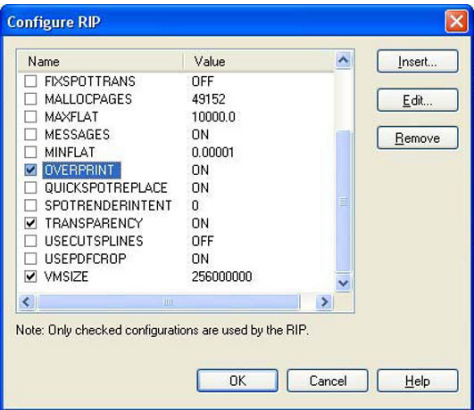 Configure RIP
Name Value
FIXSPOTTRANS OFF
MALLOCPAGES 49152
MAXFLAT 10000.0
MESSAGES ON
MINFLAT 0.00001
OVERPRINT ON
QUICKSPOTREPLACE ON
SPOTRENDERINTENT 0
TRANSPARENCY ON
USECUTSPLINES OFF
USEPDFCROP ON
VMSIZE 256000000
Insert...
Edit...
Remove
Note: Only checked configurations are used by the RIP.
OK Cancel Help